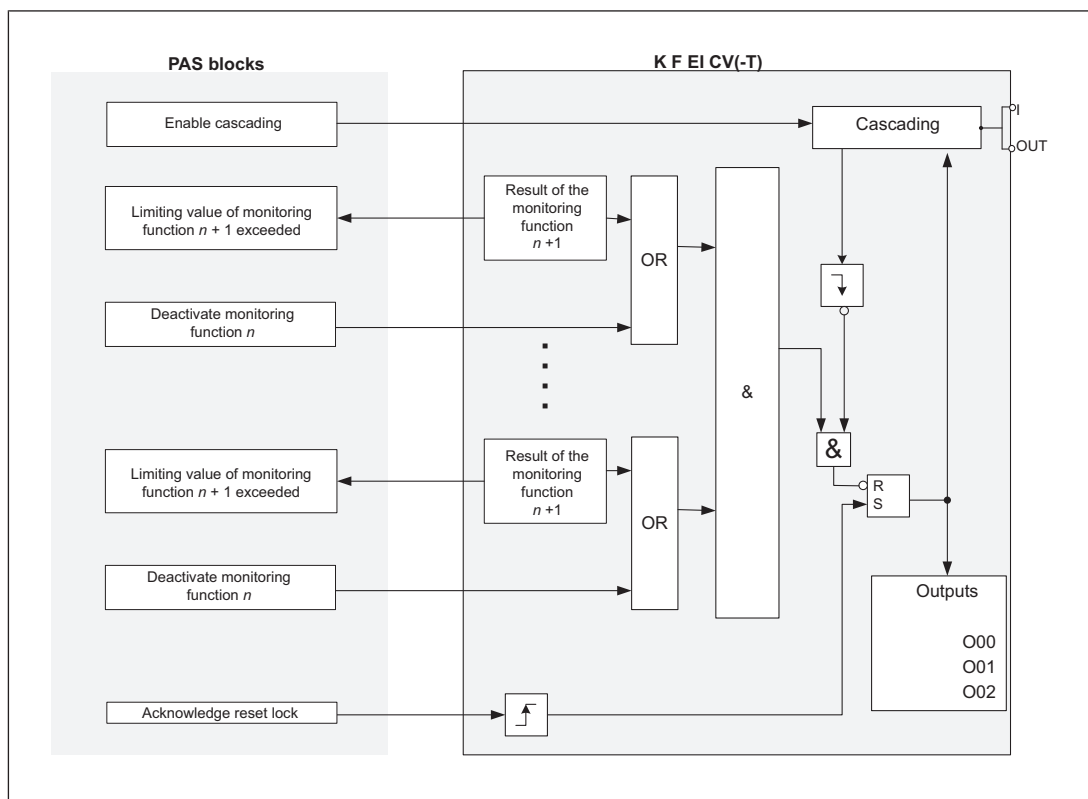 PAS blocks
K F EI CV(-T)
Enable cascading
Cascading
I
OUT
Limiting value of monitoring
function n + 1 exceeded
Result of the
monitoring
function
n +1
OR
Deactivate monitoring
function n
&
Limiting value of monitoring
function n + 1 exceeded
Result of the
monitoring
function
n +1
OR
&
R
S
Deactivate monitoring
function n
Outputs
O00
O01
O02
Acknowledge reset lock